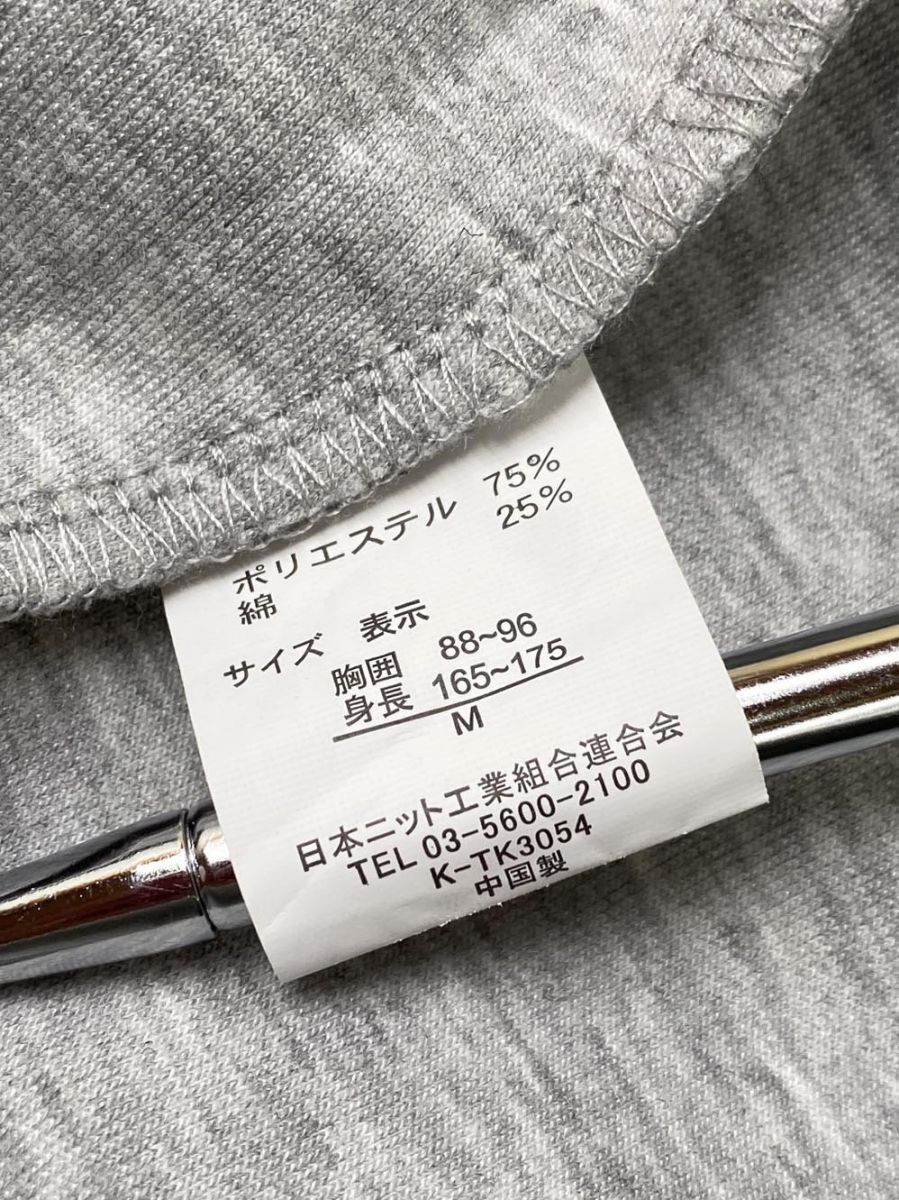 ポリエステル 75%
綿 25%
サイズ 表示
胸囲 88~96
身長 165~175
M
日本ニット工業組合連合会
TEL 03-5600-2100
K-TK3054
中国製